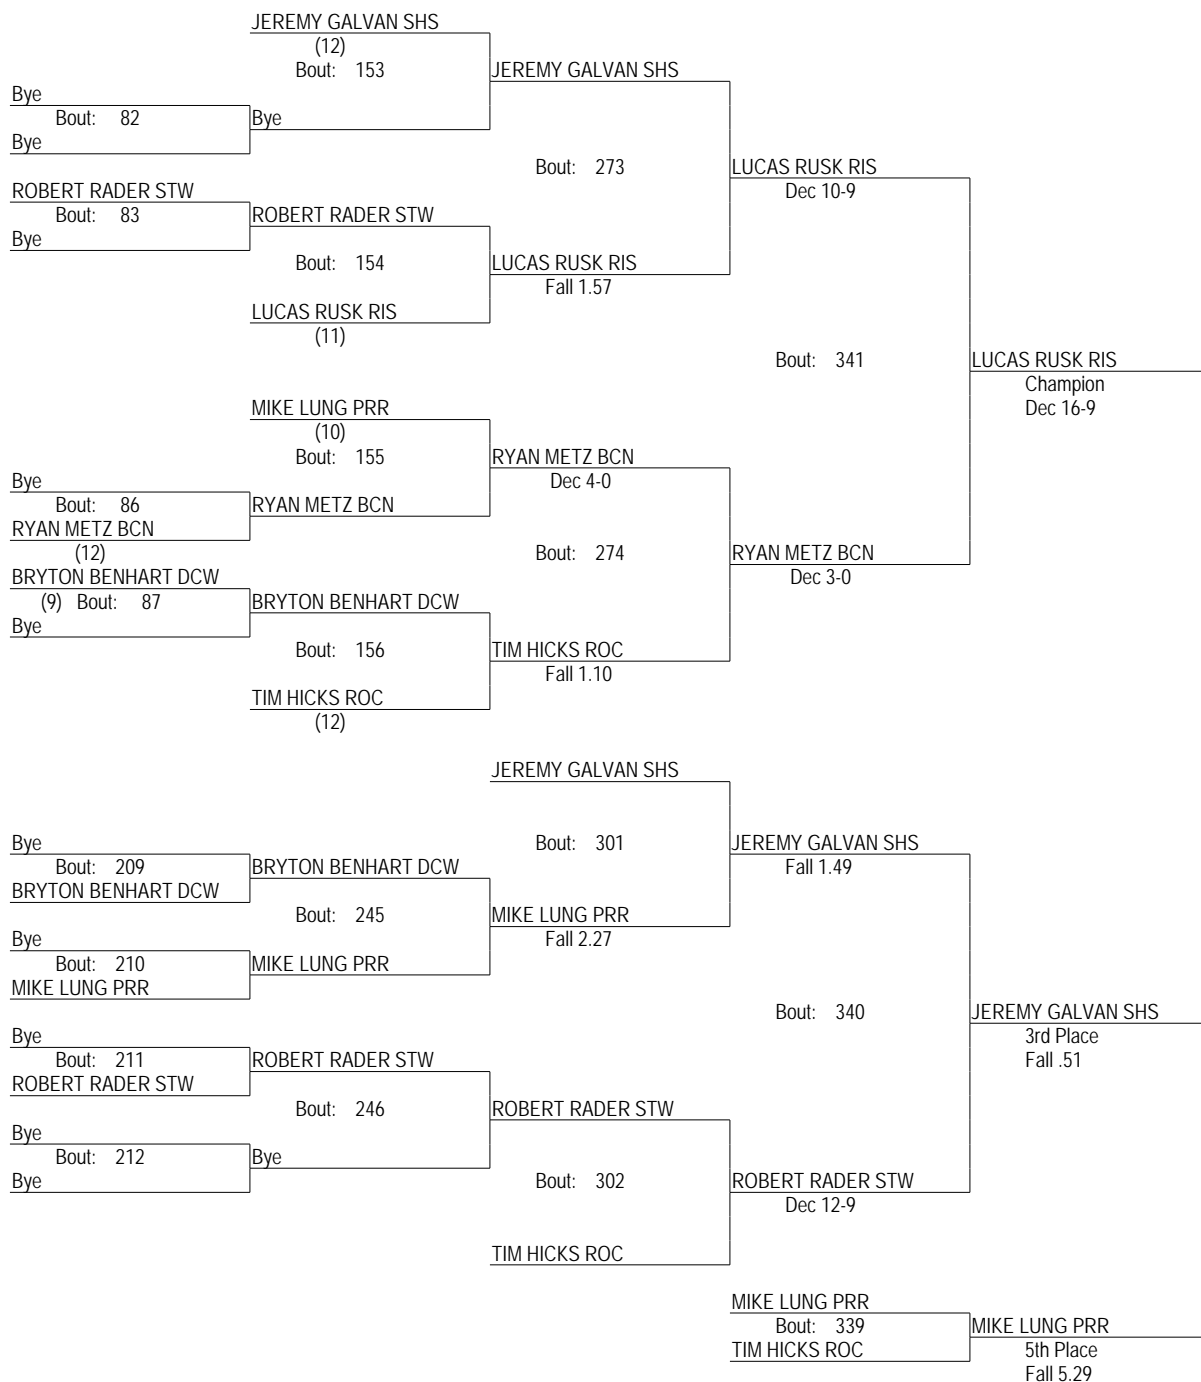 JEREMY GALVAN SHS
(12)
Bout: 153
JEREMY GALVAN SHS
Bye
Bout: 82
Bye
Bye
Bout: 273
LUCAS RUSK RIS
Dec 10-9
ROBERT RADER STW
Bout: 83
ROBERT RADER STW
Bye
Bout: 154
LUCAS RUSK RIS
Fall 1.57
LUCAS RUSK RIS
(11)
Bout: 341
LUCAS RUSK RIS
Champion
Dec 16-9
MIKE LUNG PRR
(10)
Bout: 155
RYAN METZ BCN
Dec 4-0
Bye
Bout: 86
RYAN METZ BCN
RYAN METZ BCN
(12)
Bout: 274
RYAN METZ BCN
Dec 3-0
BRYTON BENHART DCW
(9) Bout: 87
BRYTON BENHART DCW
Bye
Bout: 156
TIM HICKS ROC
Fall 1.10
TIM HICKS ROC
(12)
JEREMY GALVAN SHS
Bout: 301
JEREMY GALVAN SHS
Fall 1.49
Bye
Bout: 209
BRYTON BENHART DCW
BRYTON BENHART DCW
Bout: 245
MIKE LUNG PRR
Fall 2.27
Bye
Bout: 210
MIKE LUNG PRR
MIKE LUNG PRR
Bout: 340
JEREMY GALVAN SHS
3rd Place
Fall .51
Bye
Bout: 211
ROBERT RADER STW
ROBERT RADER STW
Bout: 246
ROBERT RADER STW
Bye
Bout: 212
Bye
Bye
Bout: 302
ROBERT RADER STW
Dec 12-9
TIM HICKS ROC
MIKE LUNG PRR
Bout: 339
MIKE LUNG PRR
TIM HICKS ROC
5th Place
Fall 5.29